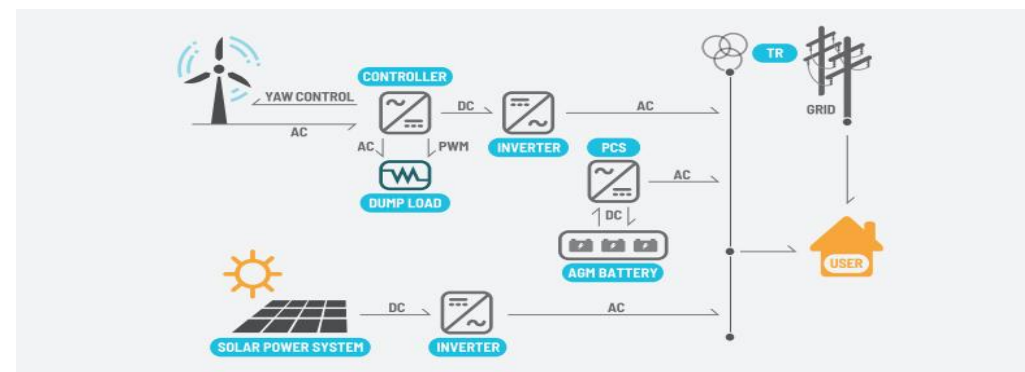 TR
CONTROLLER
YAW CONTROL
GRID
DC
AC
AC
AC
PWM
INVERTER
PCS
DUMP LOAD
AC
DC
AGM BATTERY
USER
DC
AC
SOLAR POWER SYSTEM
INVERTER